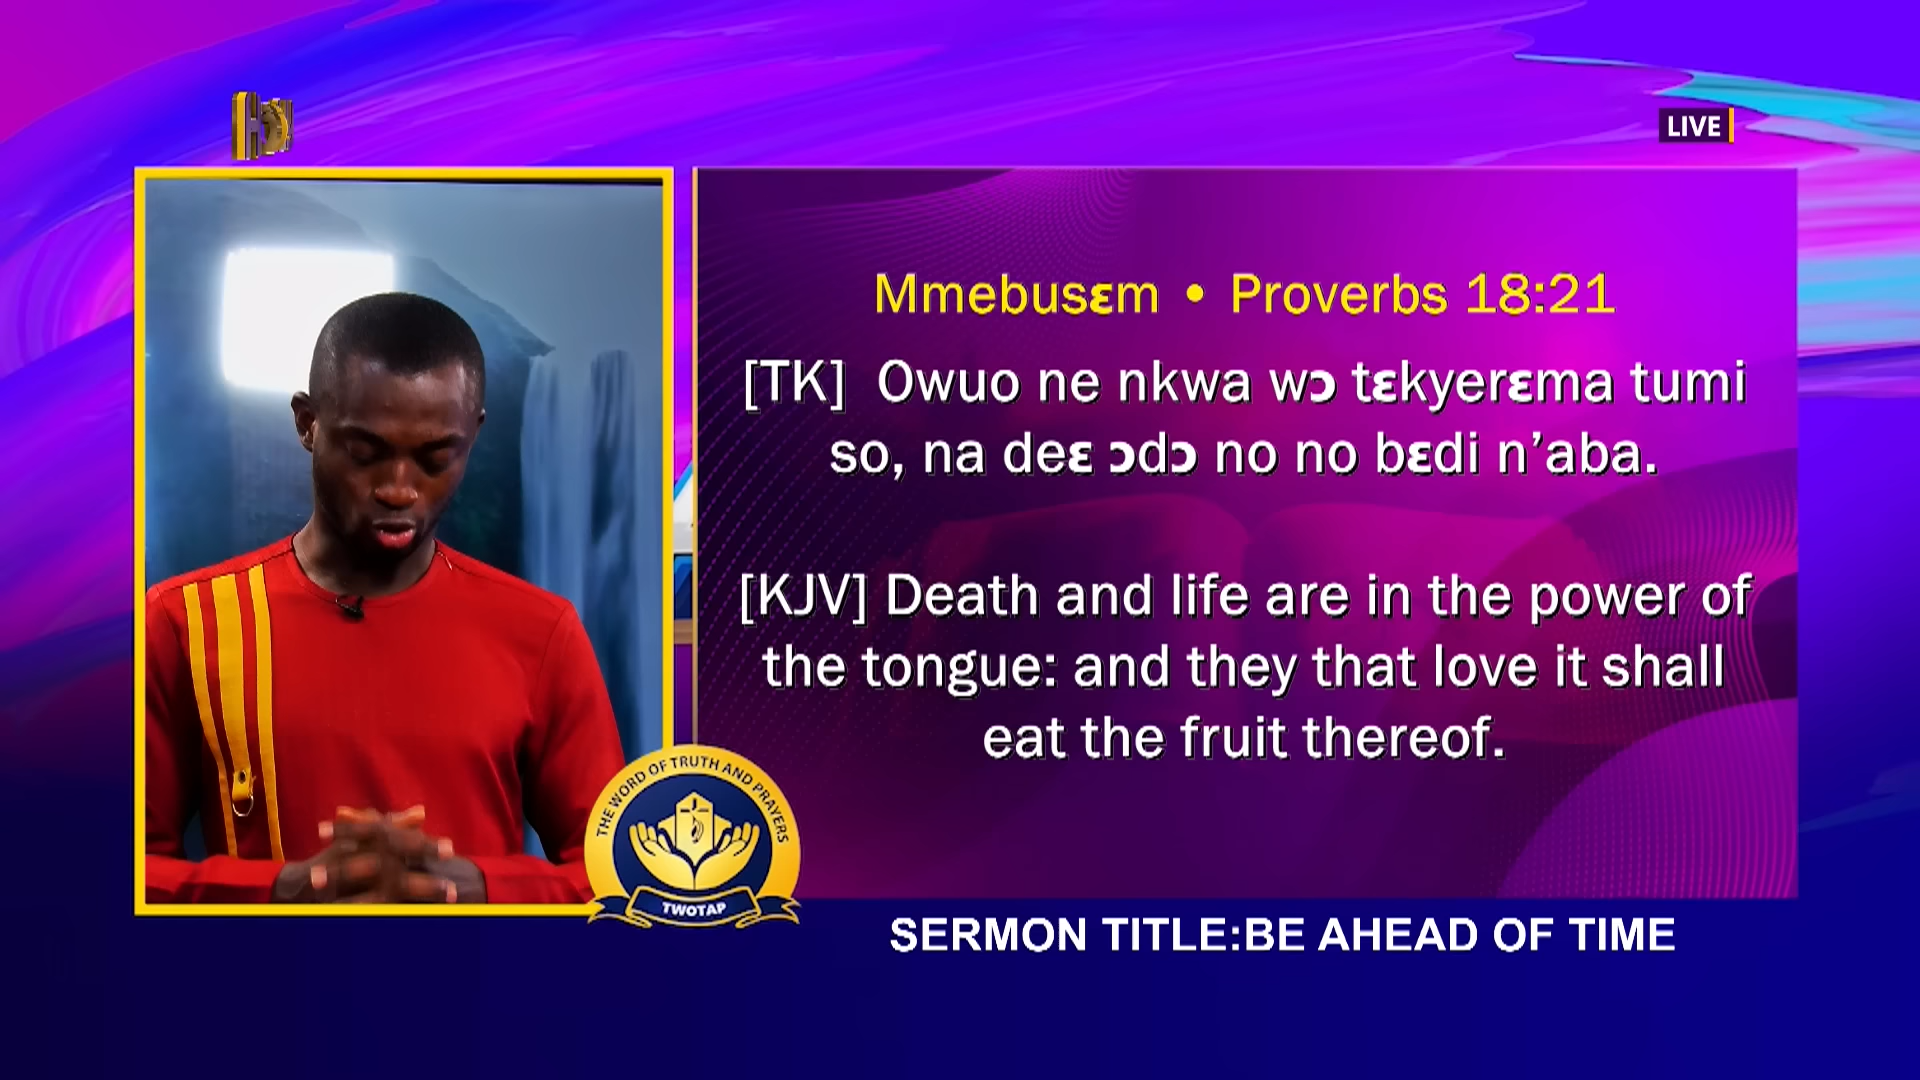 LIVE
Mmebusɛm • Proverbs 18:21
[TK] Owuo ne nkwa wɔ tɛkyerɛma tumi
so, na deɛ ɔdɔ no no bɛdi n’aba.
[KJV] Death and life are in the power of
the tongue: and they that love it shall
eat the fruit thereof.
THE WORD OF TRUTH AND PRAYERS
TWOTAP
SERMON TITLE:BE AHEAD OF TIME